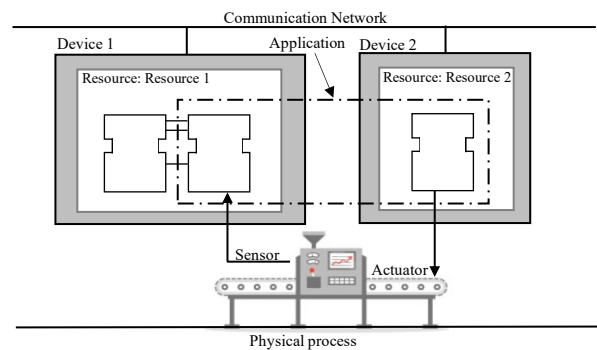 Communication Network
Device 1
Application
Device 2
Resource: Resource 1
Resource: Resource 2
Sensor
Actuator
Physical process